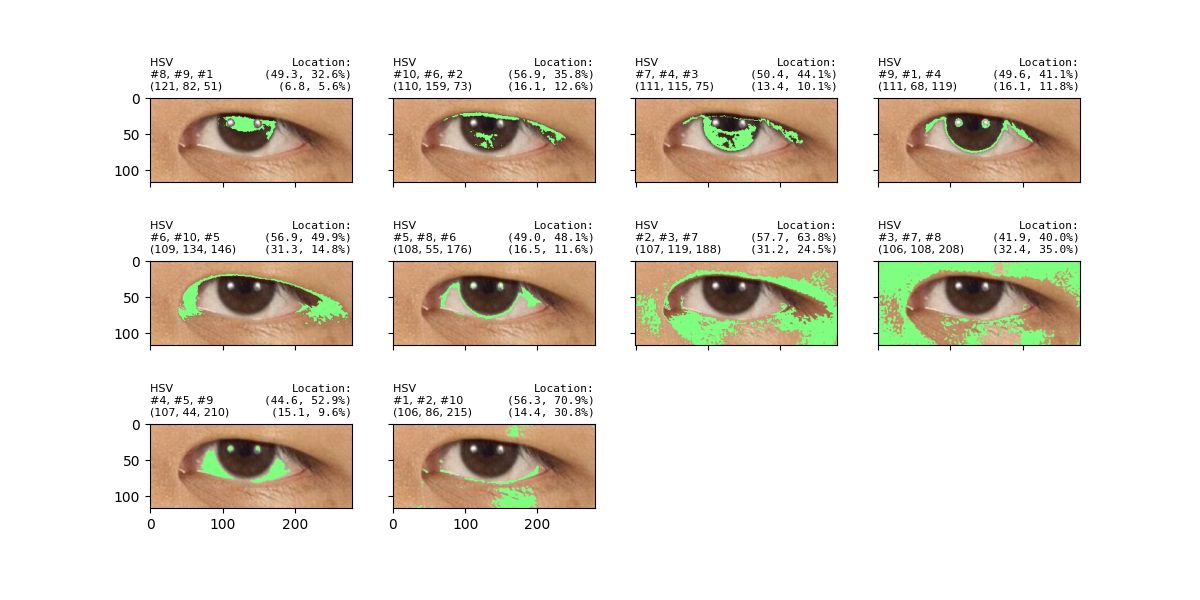 HSV Location:
#8, #9, #1 (49.3, 32.6%)
(121, 82, 51) (6.8, 5.6%)
HSV Location:
#10, #6, #2 (56.9, 35.8%)
(110, 159, 73) (16.1, 12.6%)
HSV Location:
#7, #4, #3 (50.4, 44.1%)
(111, 115, 75) (13.4, 10.1%)
HSV Location:
#9, #1, #4 (49.6, 41.1%)
(111, 68, 119) (16.1, 11.8%)
0
50
100
HSV Location:
#6, #10, #5 (56.9, 49.9%)
(109, 134, 146) (31.3, 14.8%)
HSV Location:
#5, #8, #6 (49.0, 48.1%)
(108, 55, 176) (16.5, 11.6%)
HSV Location:
#2, #3, #7 (57.7, 63.8%)
(107, 119, 188) (31.2, 24.5%)
HSV Location:
#3, #7, #8 (41.9, 40.0%)
(106, 108, 208) (32.4, 35.0%)
0
50
100
HSV Location:
#4, #5, #9 (44.6, 52.9%)
(107, 44, 210) (15.1, 9.6%)
HSV Location:
#1, #2, #10 (56.3, 70.9%)
(106, 86, 215) (14.4, 30.8%)
0
50
100
0 100 200
0 100 200